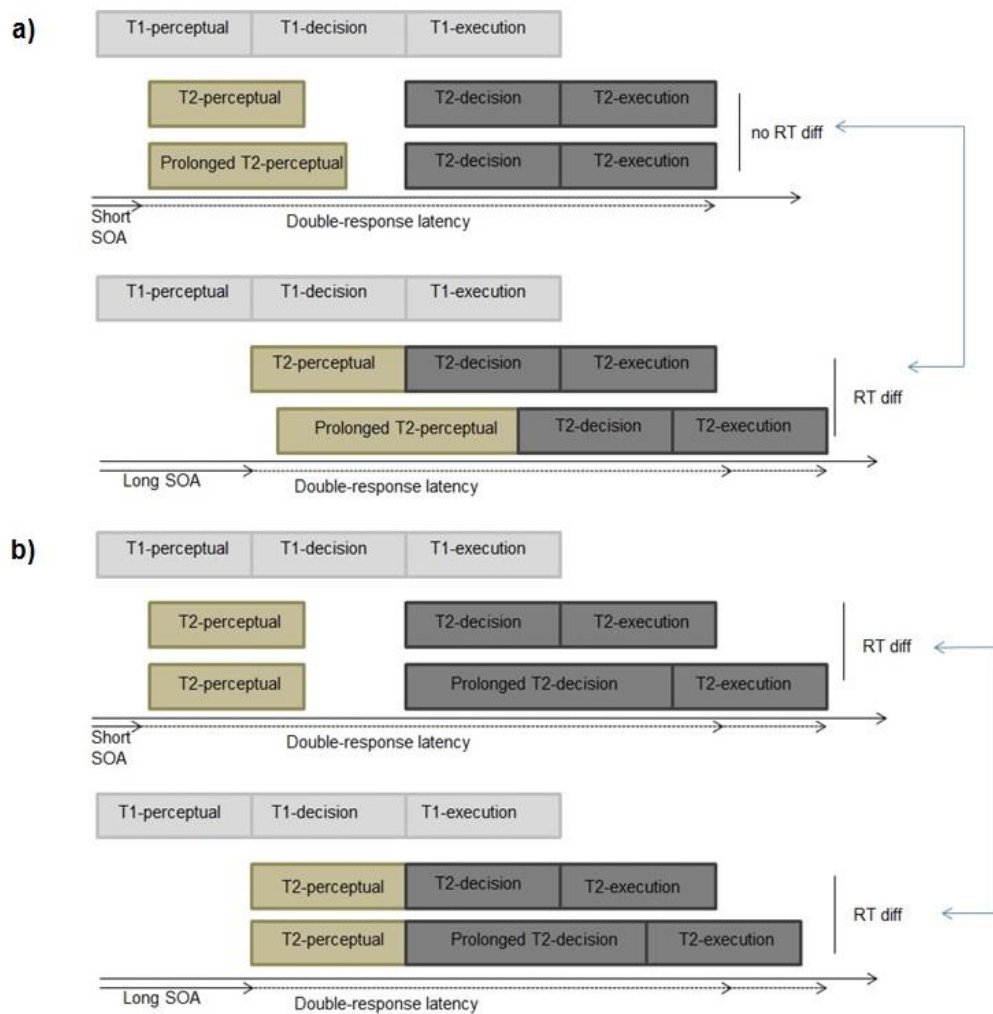 a)
T1-perceptual T1-decision T1-execution
T2-perceptual T2-decision T2-execution
no RT diff
Prolonged T2-perceptual T2-decision T2-execution
Short
SOA
Double-response latency
T1-perceptual T1-decision T1-execution
T2-perceptual T2-decision T2-execution
RT diff
Prolonged T2-perceptual T2-decision T2-execution
Long SOA Double-response latency
b)
T1-perceptual T1-decision T1-execution
T2-perceptual T2-decision T2-execution
RT diff
T2-perceptual Prolonged T2-decision T2-execution
Short
SOA
Double-response latency
T1-perceptual T1-decision T1-execution
T2-perceptual T2-decision T2-execution
RT diff
T2-perceptual Prolonged T2-decision T2-execution
Long SOA Double-response latency